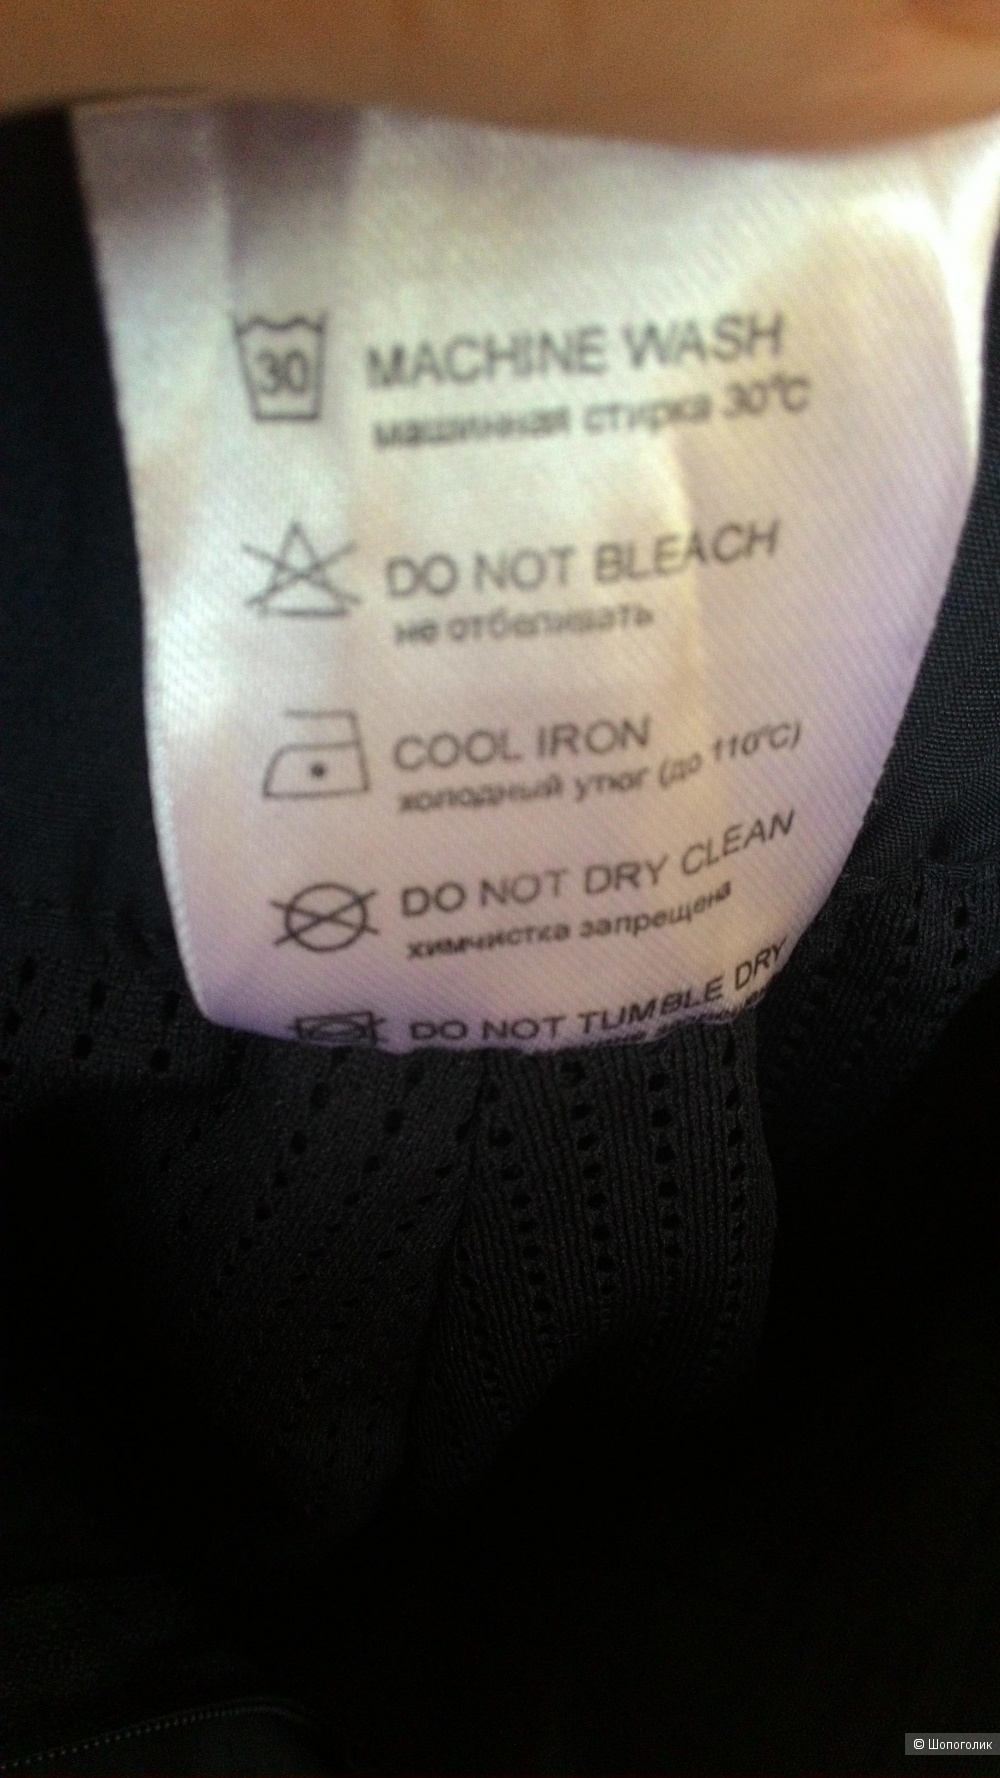 30
MACHINE WASH
машинная стирка 30°C
DO NOT BLEACH
не отбеливать
COOL IRON
холодный утюг (до 110°C)
DO NOT DRY CLEAN
химчистка запрещена
DO NOT TUMBLE DRY
© Шопоголик